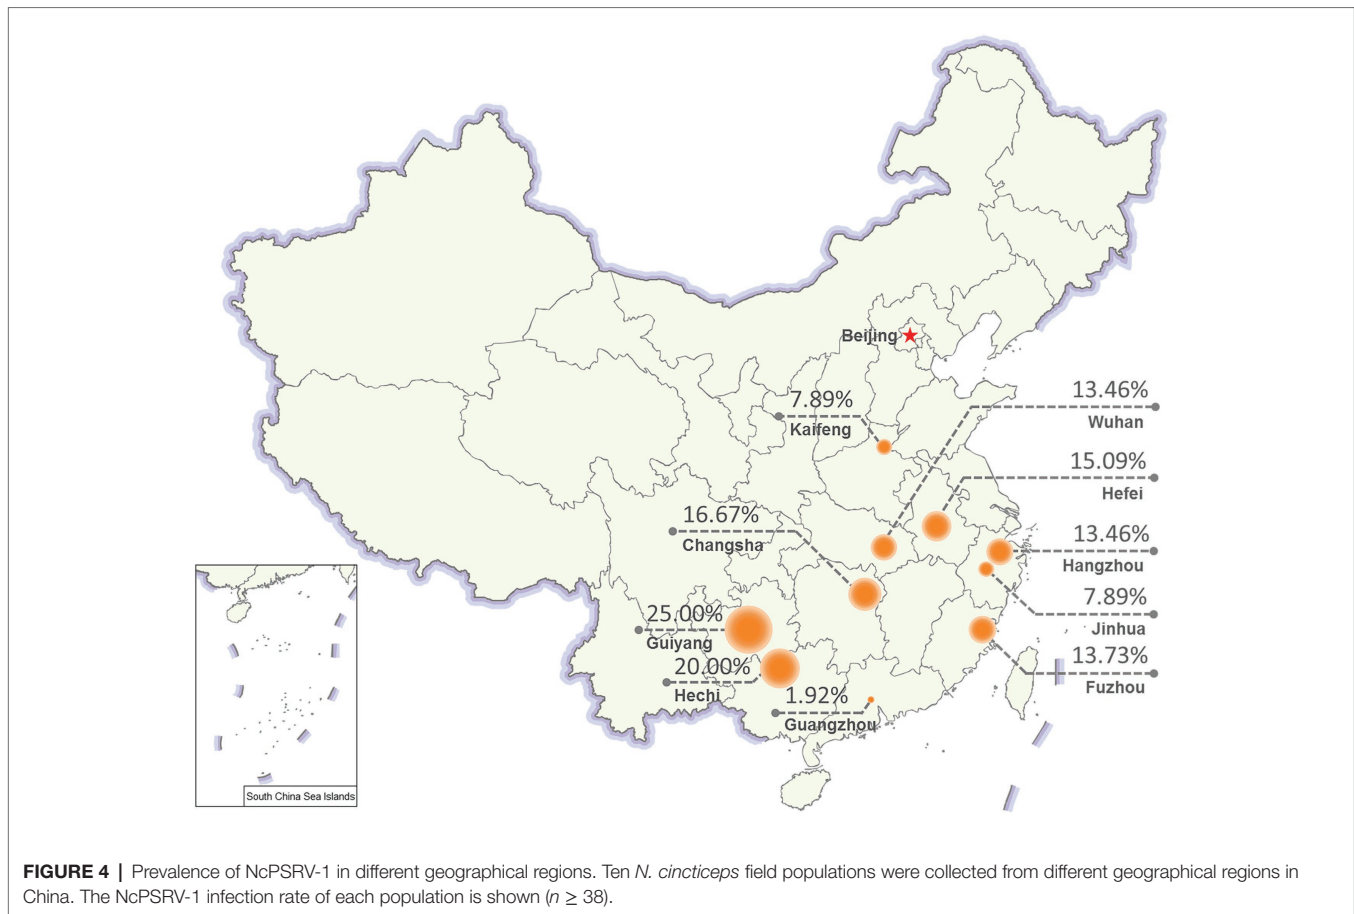 Beijing
7.89%
Kaifeng
13.46%
Wuhan
15.09%
Hefei
16.67%
Changsha
13.46%
Hangzhou
25.00%
Guiyang
7.89%
Jinhua
20.00%
Hechi
13.73%
Fuzhou
1.92%
Guangzhou
South China Sea Islands
FIGURE 4 | Prevalence of NcPSRV-1 in different geographical regions. Ten N. cincticeps field populations were collected from different geographical regions in
China. The NcPSRV-1 infection rate of each population is shown (n ≥ 38).